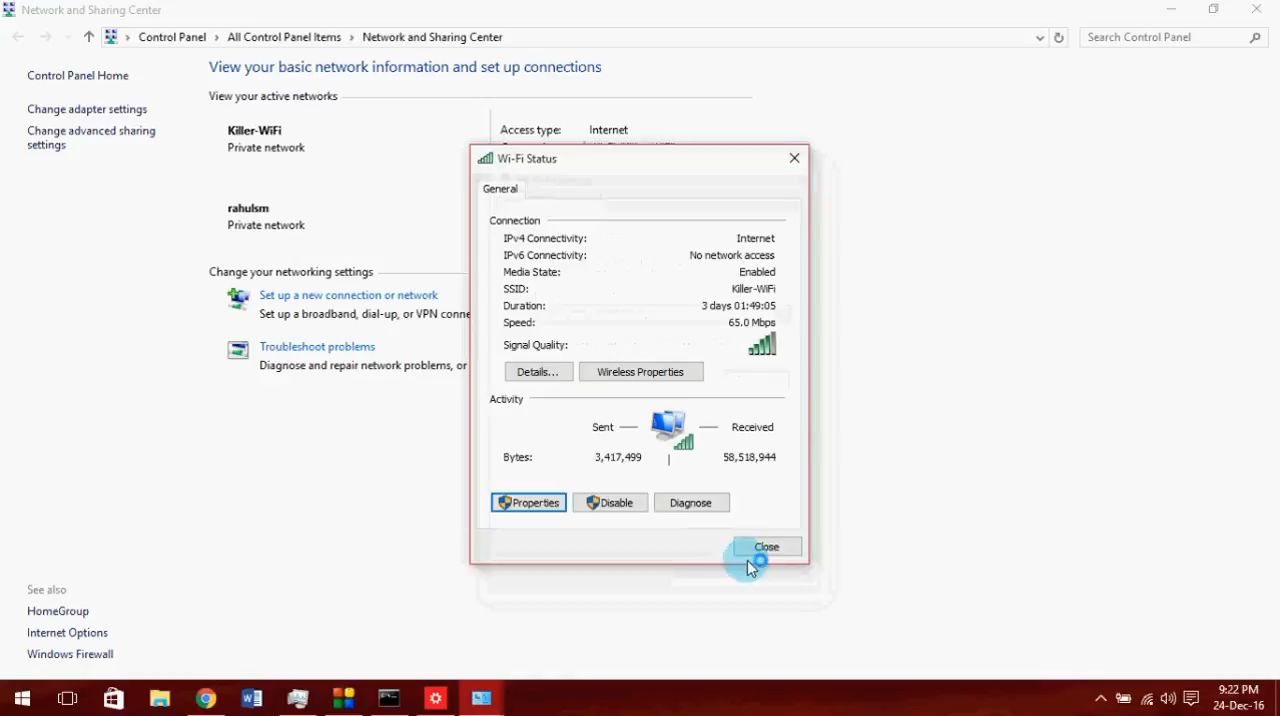 Network and Sharing Center
Control Panel > All Control Panel Items > Network and Sharing Center
Search Control Panel
Control Panel Home
Change adapter settings
Change advanced sharing
settings
View your basic network information and set up connections
View your active networks
Killer-WiFi
Private network
Access type: Internet
rahulsm
Private network
Change your networking settings
Set up a new connection or network
Set up a broadband, dial-up, or VPN conne
Troubleshoot problems
Diagnose and repair network problems, or
Wi-Fi Status
General
Connection
IPv4 Connectivity: Internet
IPv6 Connectivity: No network access
Media State: Enabled
SSID: Killer-WiFi
Duration: 3 days 01:49:05
Speed: 65.0 Mbps
Signal Quality:
Details... Wireless Properties
Activity
Sent Received
Bytes: 3,417,499 58,518,944
Properties Disable Diagnose
Close
See also
HomeGroup
Internet Options
Windows Firewall
9:22 PM
24-Dec-16